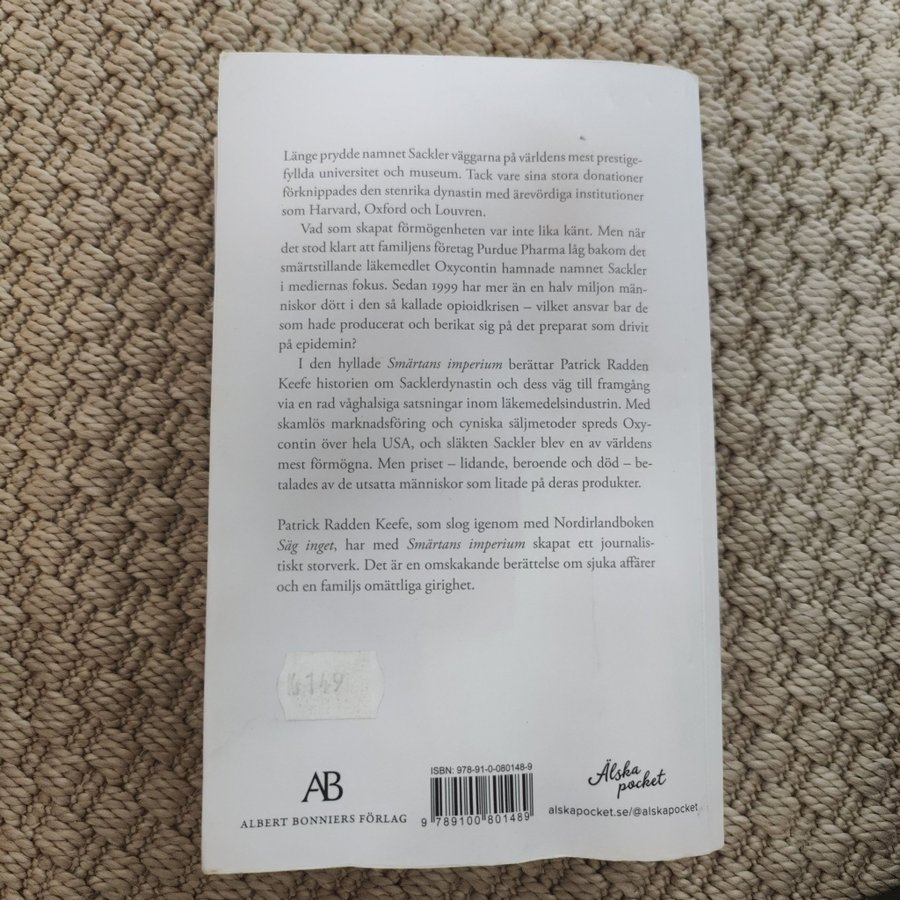 Länge prydde namnet Sackler väggarna på världens mest prestige-
fyllda universitet och museum. Tack vare sina stora donationer
förknippades den stenrika dynastin med ärevördiga institutioner
som Harvard, Oxford och Louvren.
Vad som skapat förmögenheten var inte lika känt. Men när
det stod klart att familjens företag Purdue Pharma låg bakom det
smärtstillande läkemedlet Oxycontin hamnade namnet Sackler
i mediernas fokus. Sedan 1999 har mer än en halv miljon män-
niskor dött i den så kallade opioidkrisen – vilket ansvar bar de
som hade producerat och berikat sig på det preparat som drivit
på epidemin?
I den hyllade Smärtans imperium berättar Patrick Radden
Keefe historien om Sacklerdynastin och dess väg till framgång
via en rad våghalsiga satsningar inom läkemedelsindustrin. Med
skamlös marknadsföring och cyniska säljmetoder spreds Oxy-
contin över hela USA, och släkten Sackler blev en av världens
mest förmögna. Men priset – lidande, beroende och död – be-
talades av de utsatta människor som litade på deras produkter.
Patrick Radden Keefe, som slog igenom med Nordirlandboken
Säg inget, har med Smärtans imperium skapat ett journalis-
tiskt storverk. Det är en omskakande berättelse om sjuka affärer
och en familjs omättliga girighet.
149
AB
ALBERT BONNIERS FÖRLAG
ISBN: 978-91-0-080148-9
9 789100 801489
Älska
pocket
alskapocket.se/@alskapocket